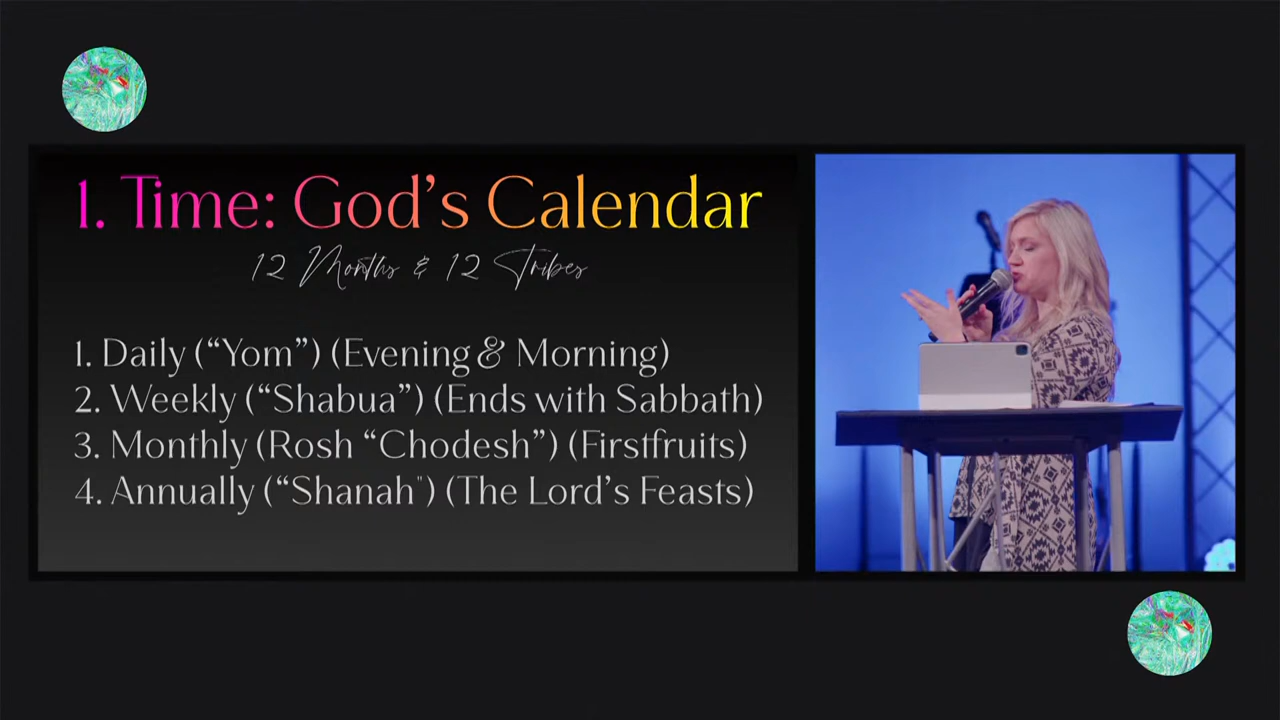 1. Time: God’s Calendar
12 Months & 12 Tribes
1. Daily (“Yom”) (Evening & Morning)
2. Weekly (“Shabua”) (Ends with Sabbath)
3. Monthly (Rosh “Chodesh”) (Firstfruits)
4. Annually (“Shanah") (The Lord’s Feasts)